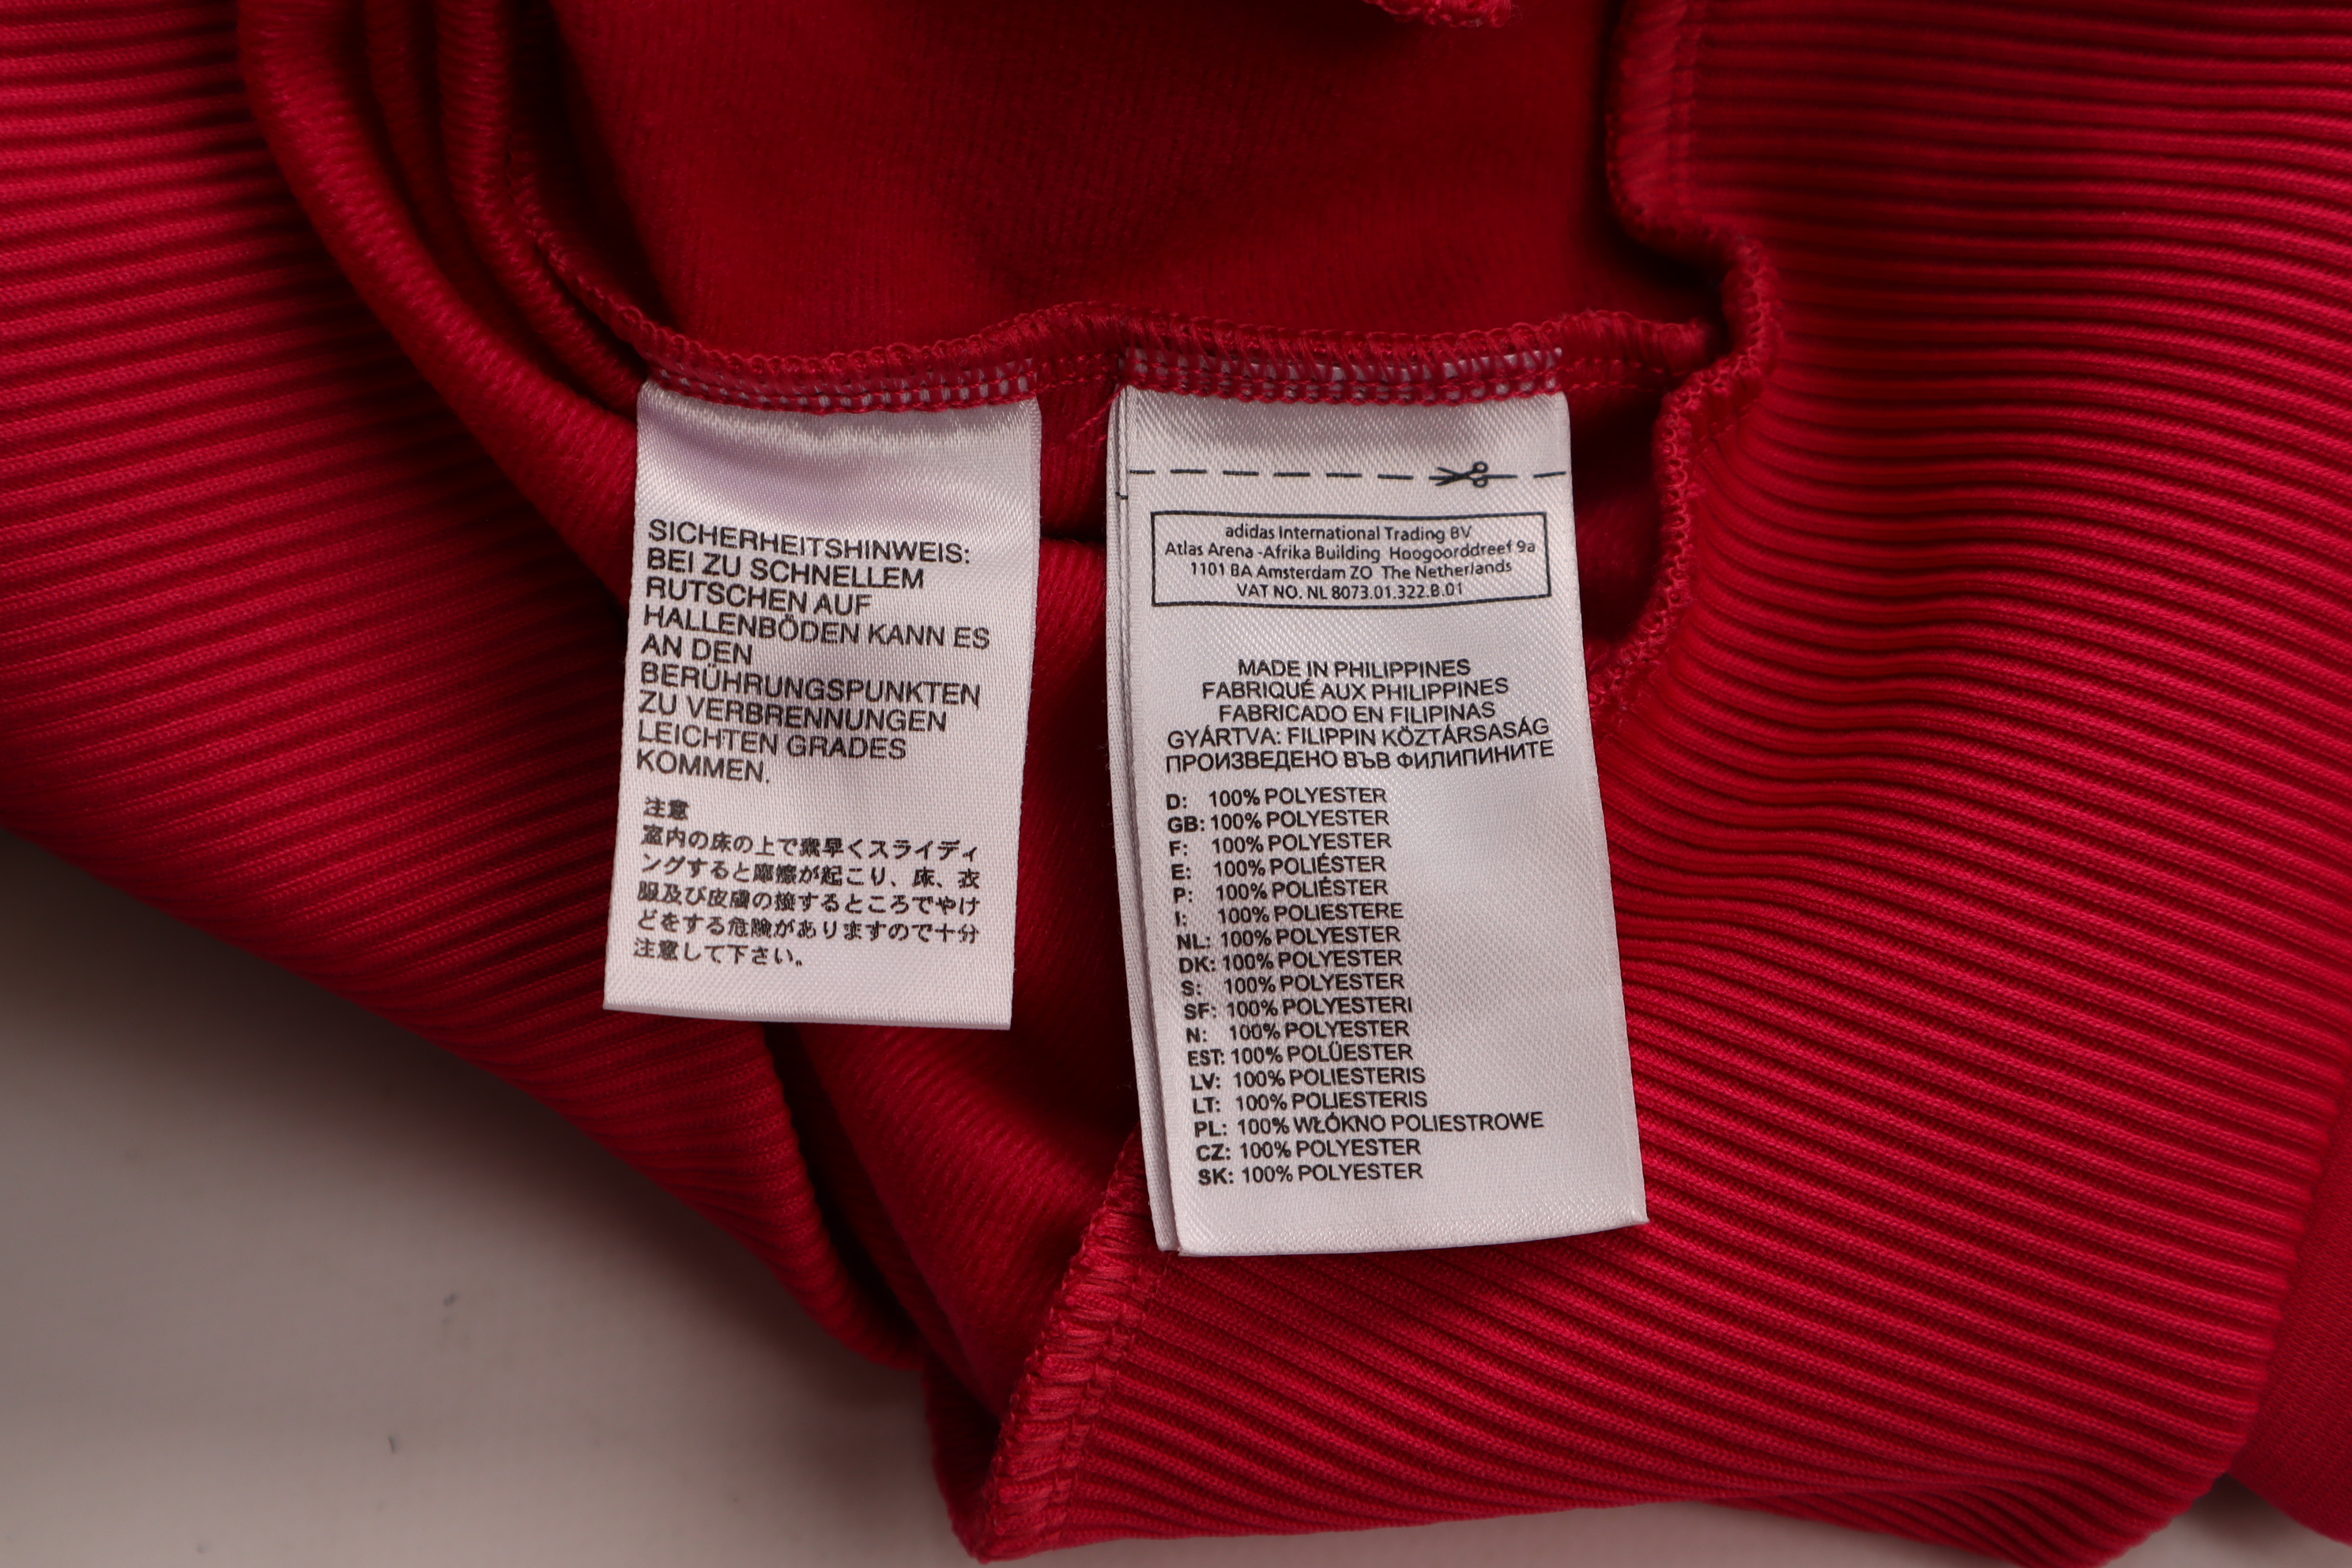 SICHERHEITSHINWEIS:
BEI ZU SCHNELLEM
RUTSCHEN AUF
HALLENBÖDEN KANN ES
AN DEN
BERÜHRUNGSPUNKTEN
ZU VERBRENNUNGEN
LEICHTEN GRADES
KOMMEN.
注意
室内の床の上で素早くスライディ
ングすると摩擦が起こり、床、衣
服及び皮膚の接するところでやけ
どをする危険がありますので十分
注意して下さい。
adidas International Trading BV
Atlas Arena -Afrika Building Hoogoorddreef 9a
1101 BA Amsterdam ZO The Netherlands
VAT NO. NL 8073.01.322.B.01
MADE IN PHILIPPINES
FABRIQUÉ AUX PHILIPPINES
FABRICADO EN FILIPINAS
GYÁRTVA: FILIPPIN KÖZTÁRSASÁG
ПРОИЗВЕДЕНО ВЪВ ФИЛИПИНИТЕ
D: 100% POLYESTER
GB: 100% POLYESTER
F: 100% POLYESTER
E: 100% POLIÉSTER
P: 100% POLIÉSTER
I: 100% POLIESTERE
NL: 100% POLYESTER
DK: 100% POLYESTER
S: 100% POLYESTER
SF: 100% POLYESTERI
N: 100% POLYESTER
EST: 100% POLÜESTER
LV: 100% POLIESTERIS
LT: 100% POLIESTERIS
PL: 100% WŁÓKNO POLIESTROWE
CZ: 100% POLYESTER
SK: 100% POLYESTER